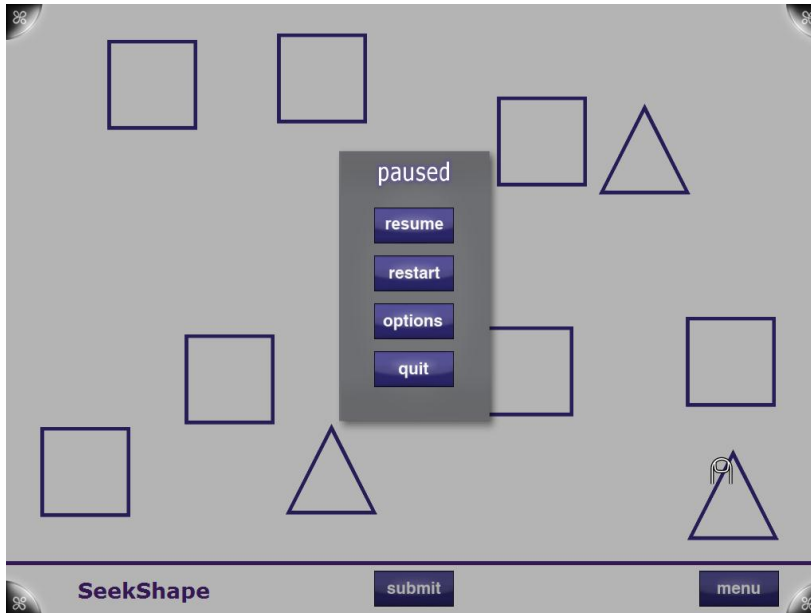 paused
resume
restart
options
quit
SeekShape
submit
menu